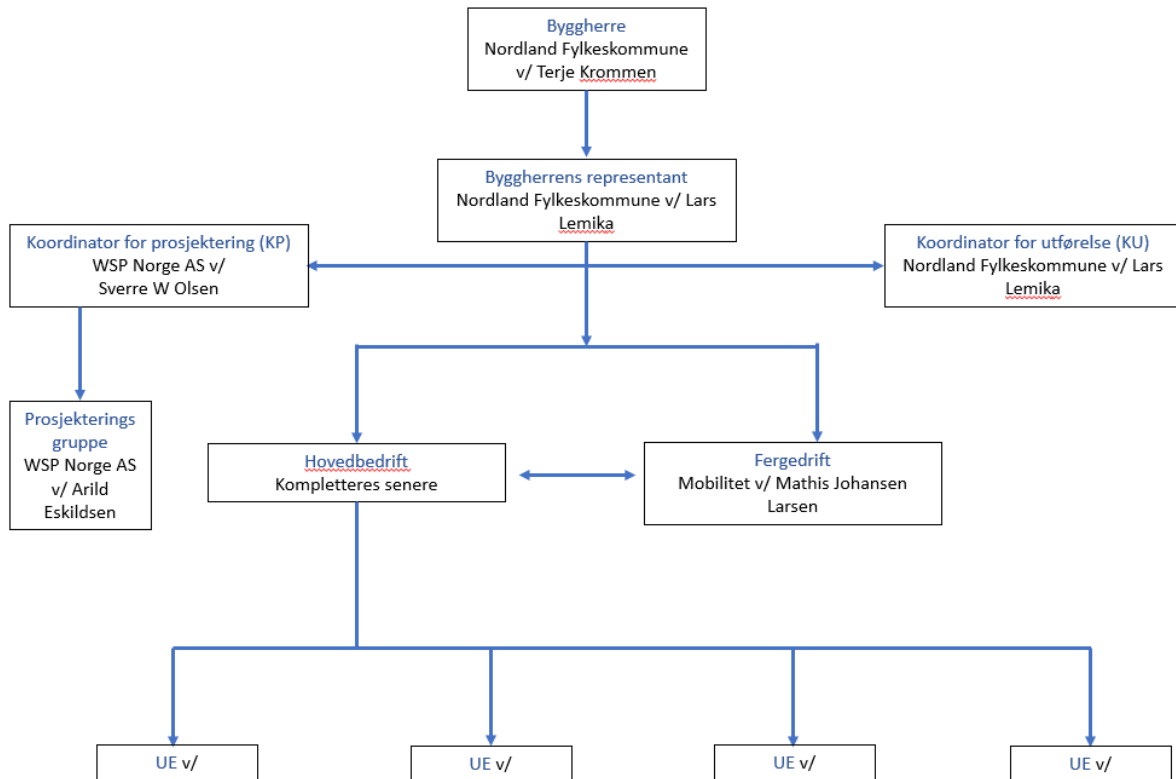 Byggherre
Nordland Fylkeskommune
v/ Terje Krommen
Byggherrens representant
Nordland Fylkeskommune v/ Lars
Lemika
Koordinator for prosjektering (KP)
WSP Norge AS v/
Sverre W Olsen
Koordinator for utførelse (KU)
Nordland Fylkeskommune v/ Lars
Lemika
Prosjekterings
gruppe
WSP Norge AS
v/ Arild
Eskildsen
Hovedbedrift
Kompletteres senere
Fergedrift
Mobilitet v/ Mathis Johansen
Larsen
UE v/
UE v/
UE v/
UE v/